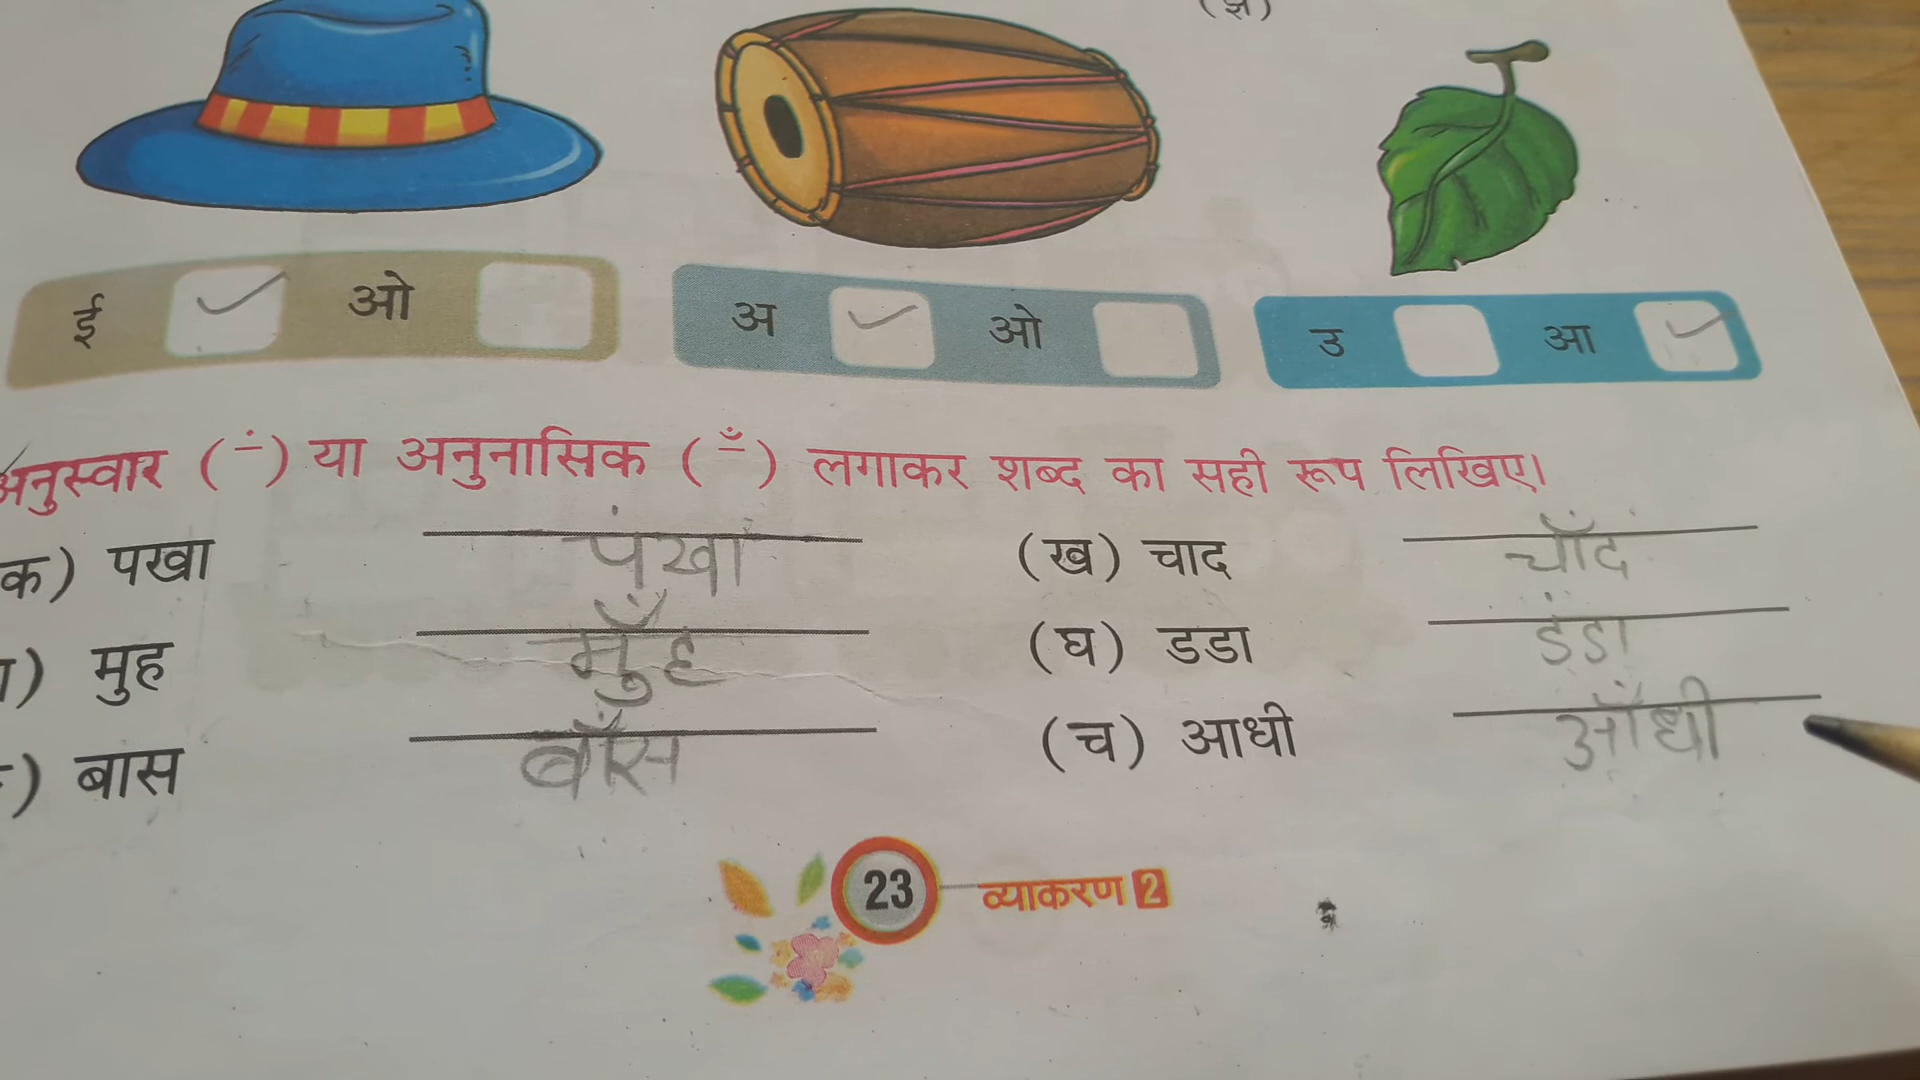 (ज्ञ)
ई ओ अ ओ उ आ
अनुस्वार (ं) या अनुनासिक (ँ) लगाकर शब्द का सही रूप लिखिए।
क) पखा पंखा (ख) चाद चाँद
ग) मुह मुँह (घ) डडा डंडा
) बास बाँस (च) आधी आँधी
23 व्याकरण 2